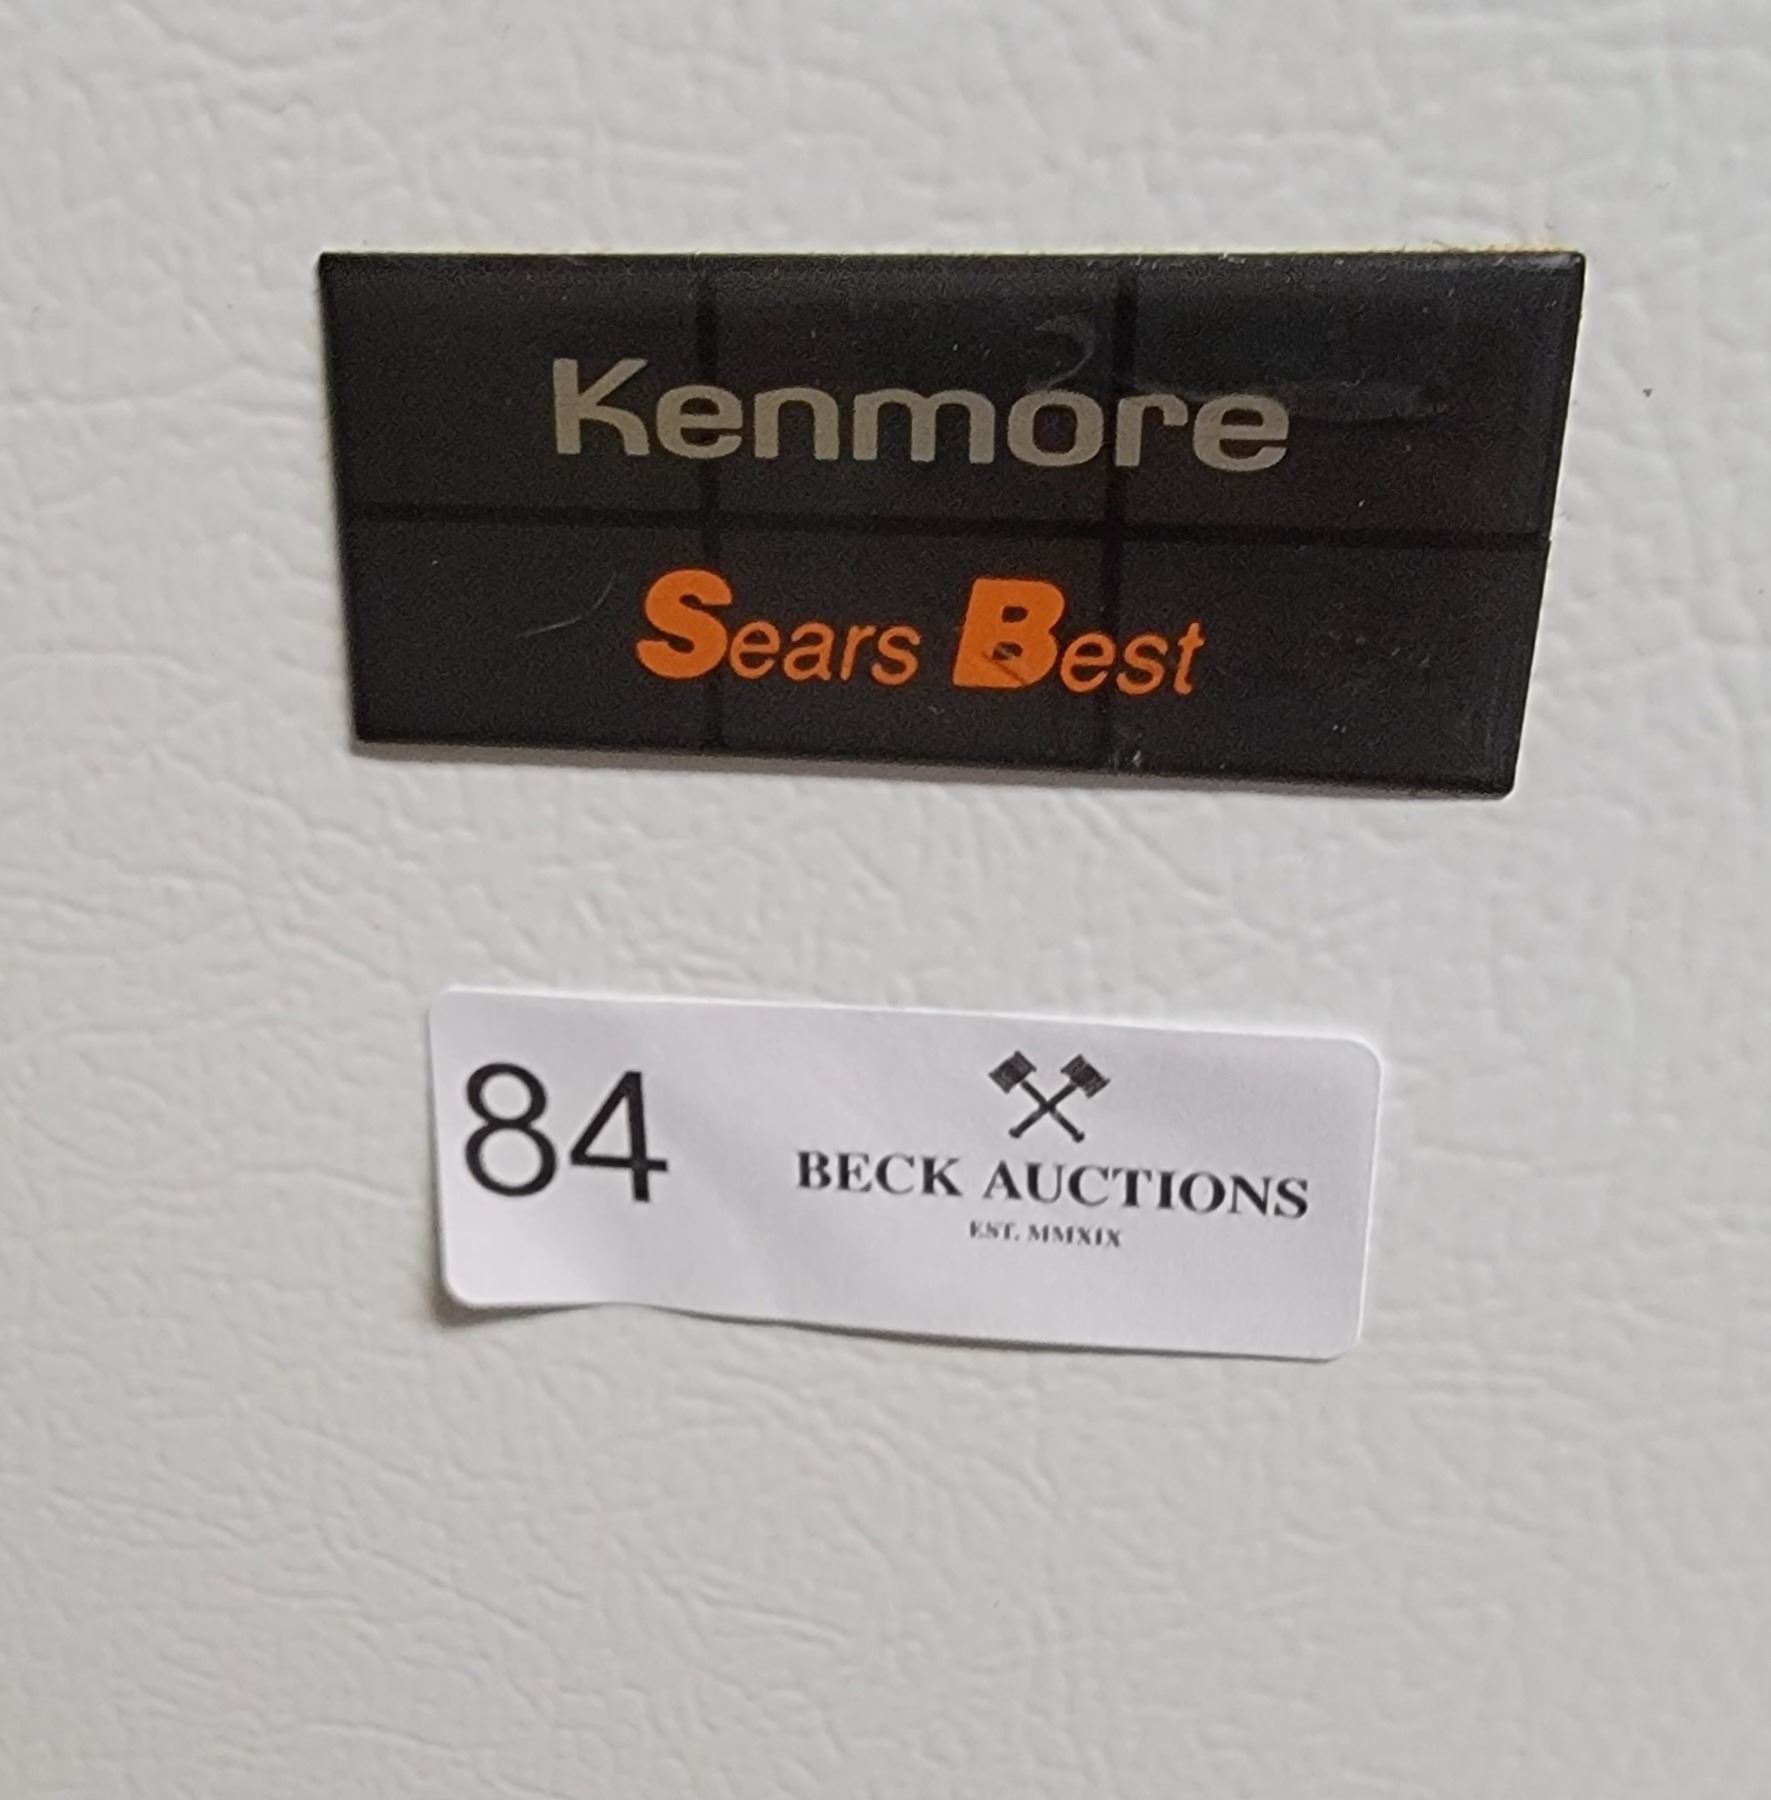 Kenmore
Sears Best
84
BECK AUCTIONS
EST. MMXIX